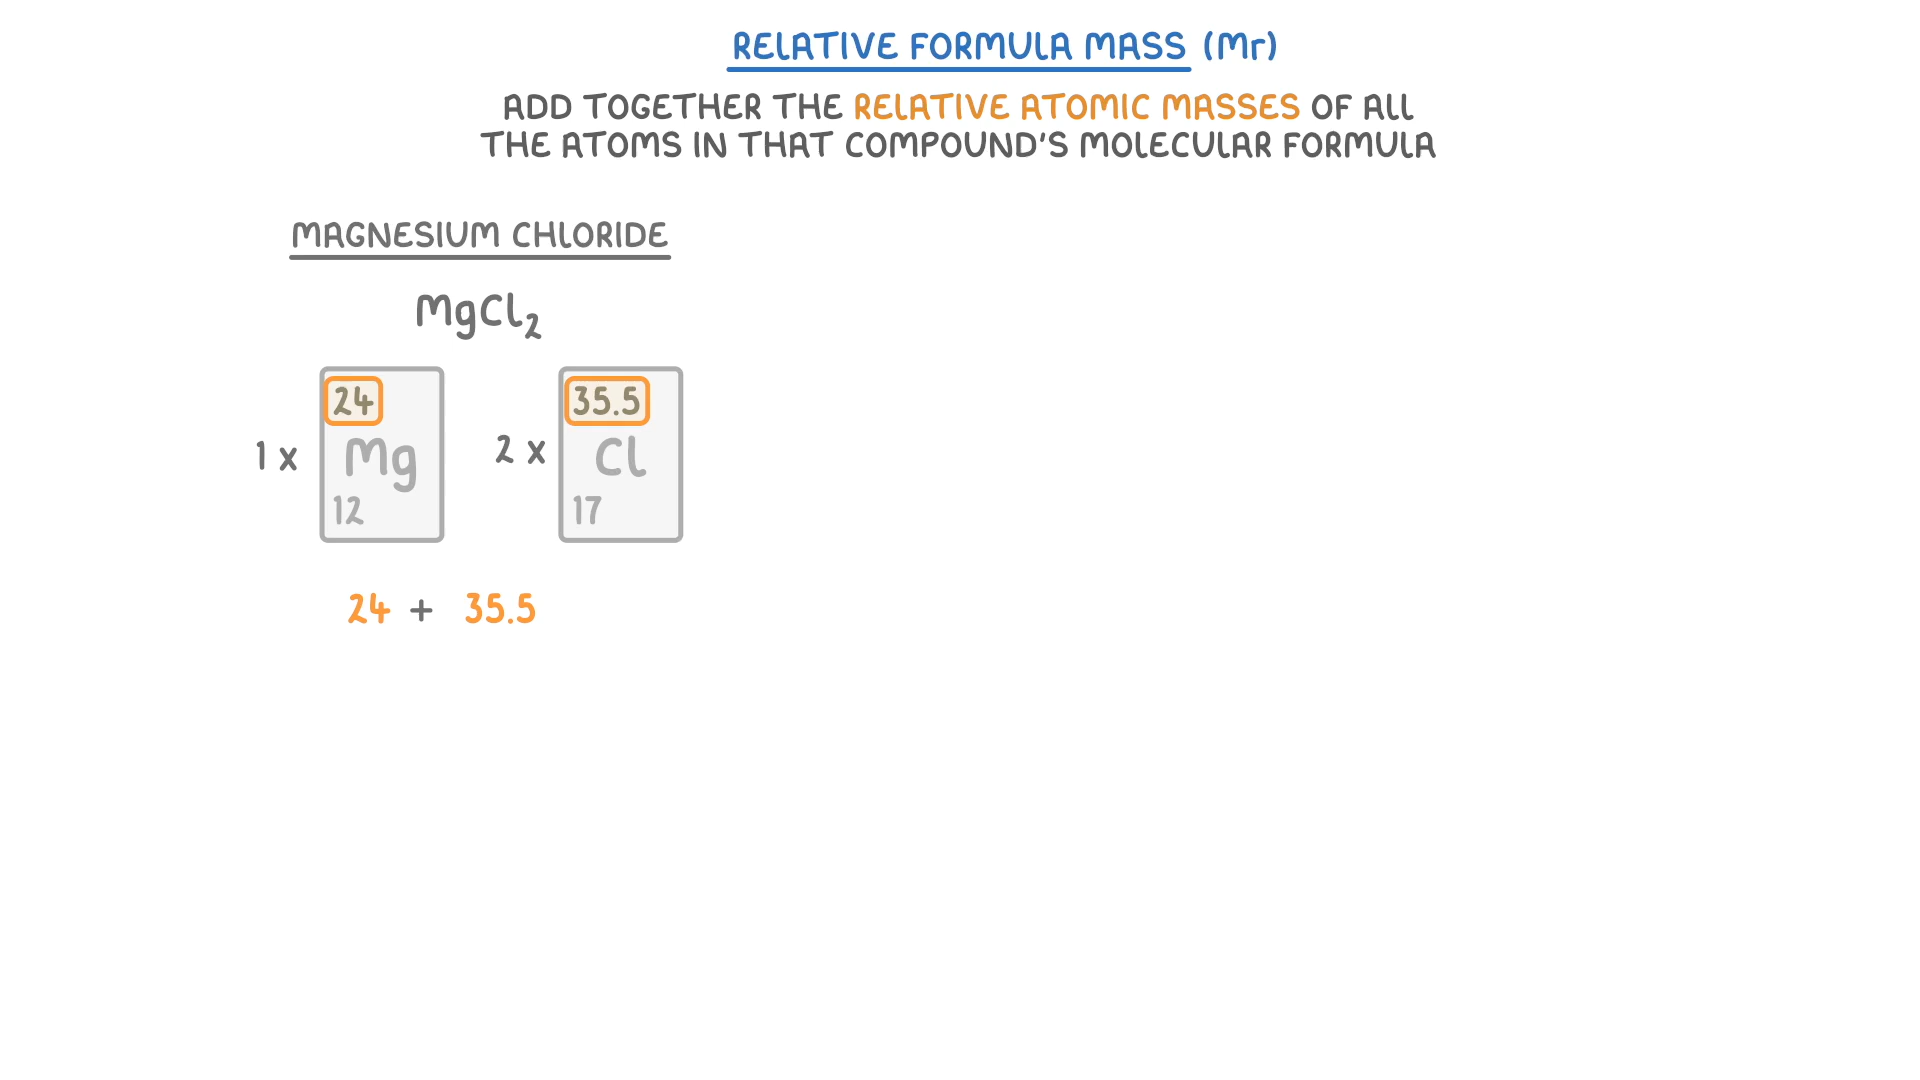 RELATIVE FORMULA MASS (Mr)
ADD TOGETHER THE RELATIVE ATOMIC MASSES OF ALL
THE ATOMS IN THAT COMPOUND'S MOLECULAR FORMULA
MAGNESIUM CHLORIDE
MgCl₂
1 x 24 Mg 12
2 x 35.5 Cl 17
24 + 35.5